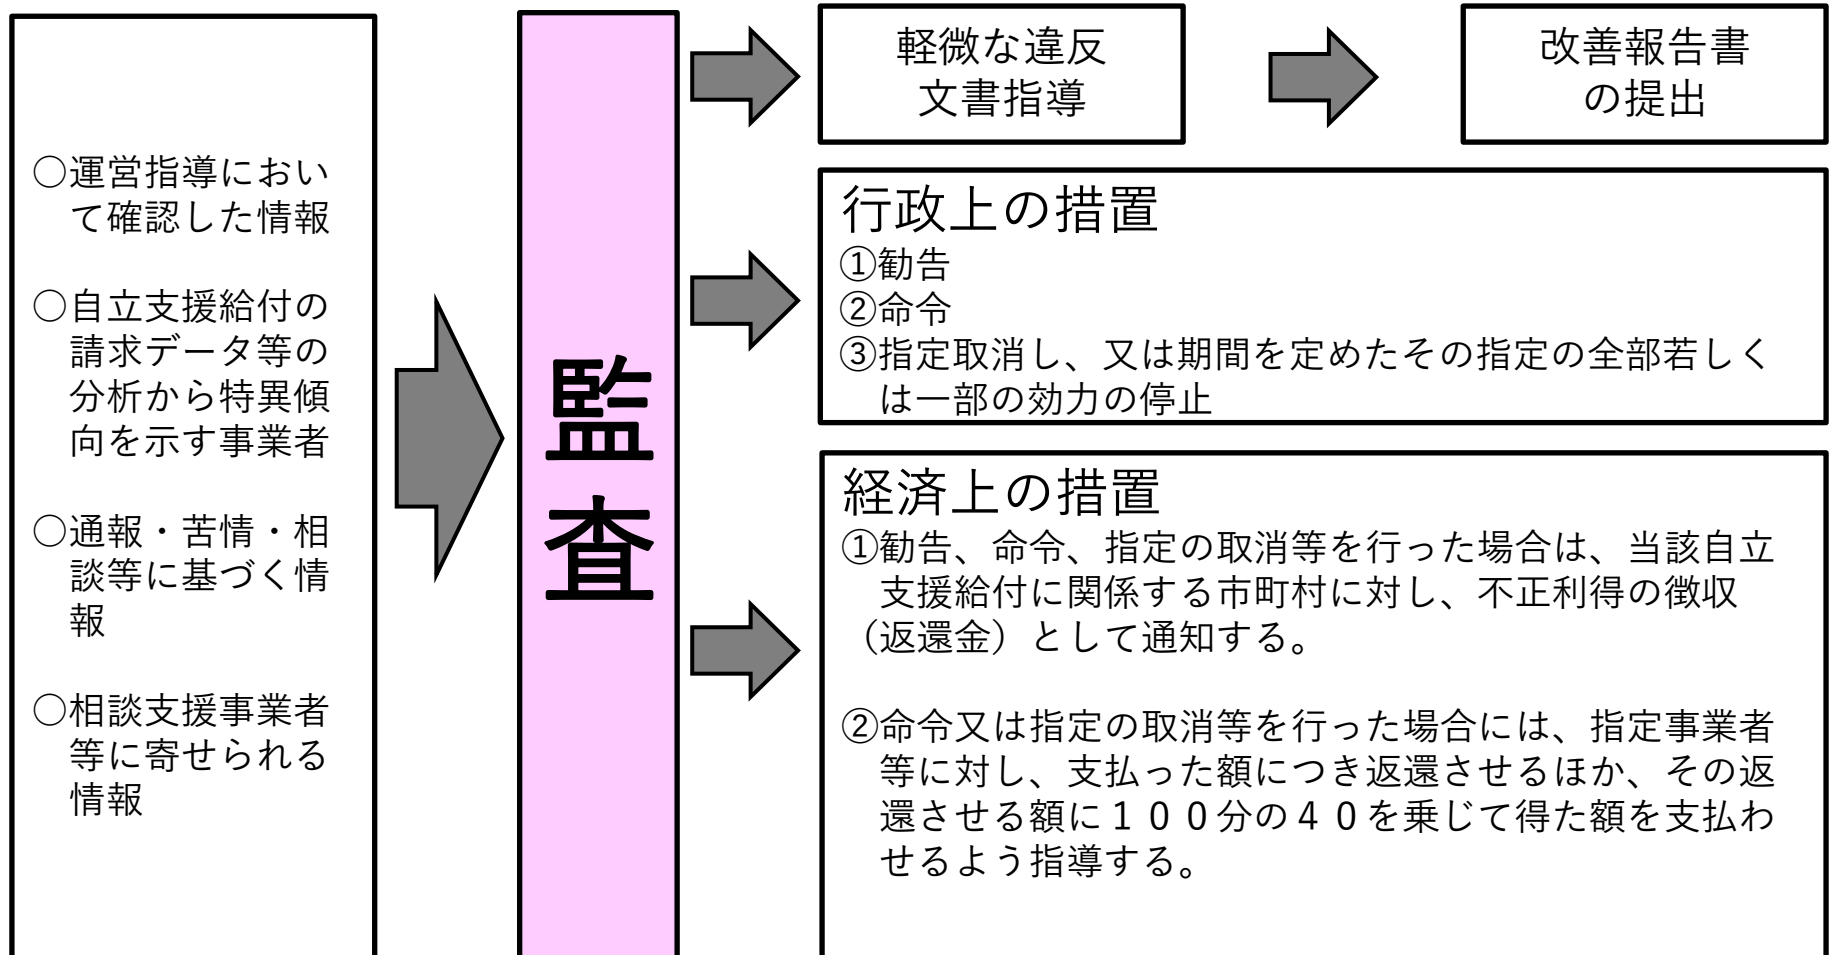 ○運営指導におい
て確認した情報
○自立支援給付の
請求データ等の
分析から特異傾
向を示す事業者
○通報・苦情・相
談等に基づく情
報
○相談支援事業者
等に寄せられる
情報
監
査
軽微な違反
文書指導
改善報告書
の提出
行政上の措置
①勧告
②命令
③指定取消し、又は期間を定めたその指定の全部若しく
は一部の効力の停止
経済上の措置
①勧告、命令、指定の取消等を行った場合は、当該自立
支援給付に関係する市町村に対し、不正利得の徴収
（返還金）として通知する。
②命令又は指定の取消等を行った場合には、指定事業者
等に対し、支払った額につき返還させるほか、その返
還させる額に１００分の４０を乗じて得た額を支払わ
せるよう指導する。